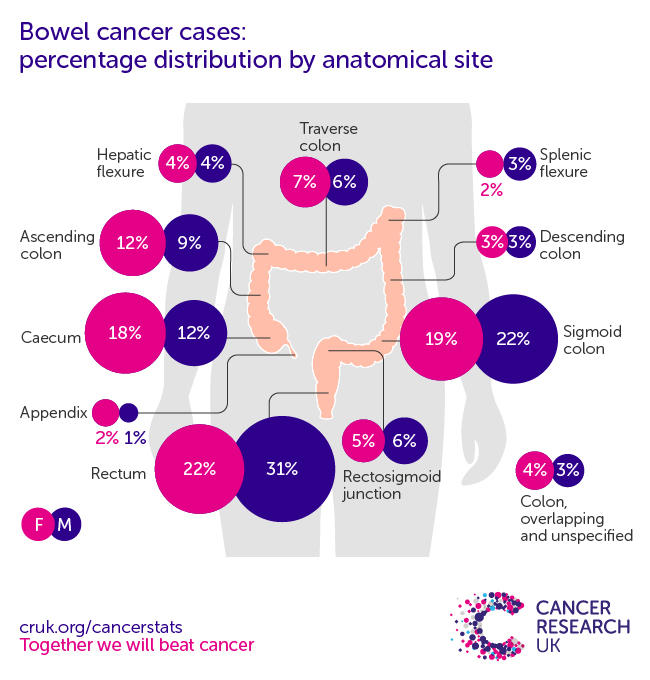 Bowel cancer cases:
percentage distribution by anatomical site
Traverse
colon
7% 6%
Hepatic
flexure
4% 4%
3%
2%
Splenic
flexure
Ascending
colon
12% 9%
3% 3%
Descending
colon
Caecum
18% 12%
19% 22%
Sigmoid
colon
Appendix
2% 1%
Rectum
22% 31%
5% 6%
Rectosigmoid
junction
4% 3%
Colon,
overlapping
and unspecified
F M
cruk.org/cancerstats
Together we will beat cancer
CANCER
RESEARCH
UK